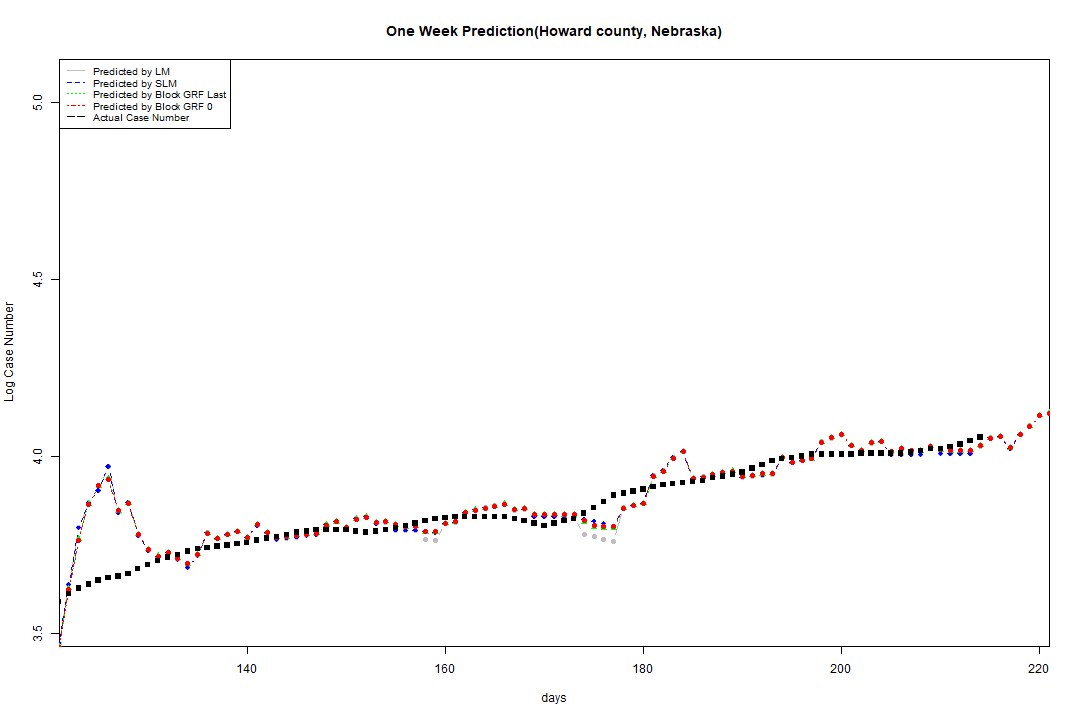 One Week Prediction(Howard county, Nebraska)
Predicted by LM
Predicted by SLM
Predicted by Block GRF Last
Predicted by Block GRF 0
Actual Case Number
5.0
4.5
4.0
3.5
Log Case Number
140 160 180 200 220
days